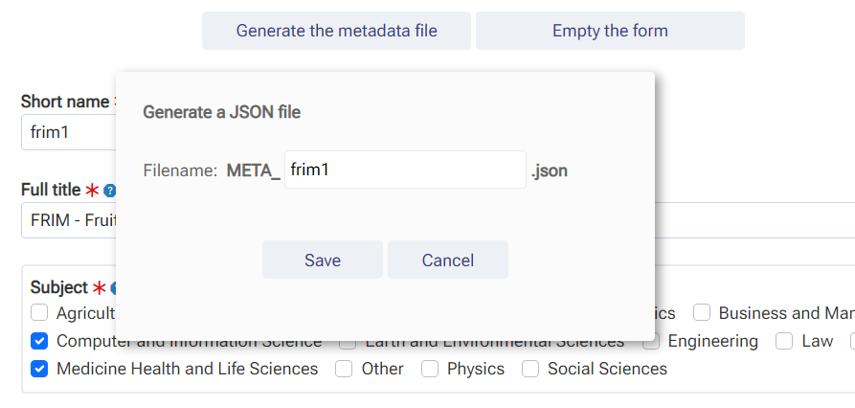 Generate the metadata file Empty the form
Generate a JSON file
Filename: META_ frim1 .json
Save Cancel
Short name
frim1
Full title * ?
FRIM - Fruit
Subject *
Business and Mar
Computer and Information Science Earth and Environmental Sciences Engineering Law
Medicine Health and Life Sciences Other Physics Social Sciences